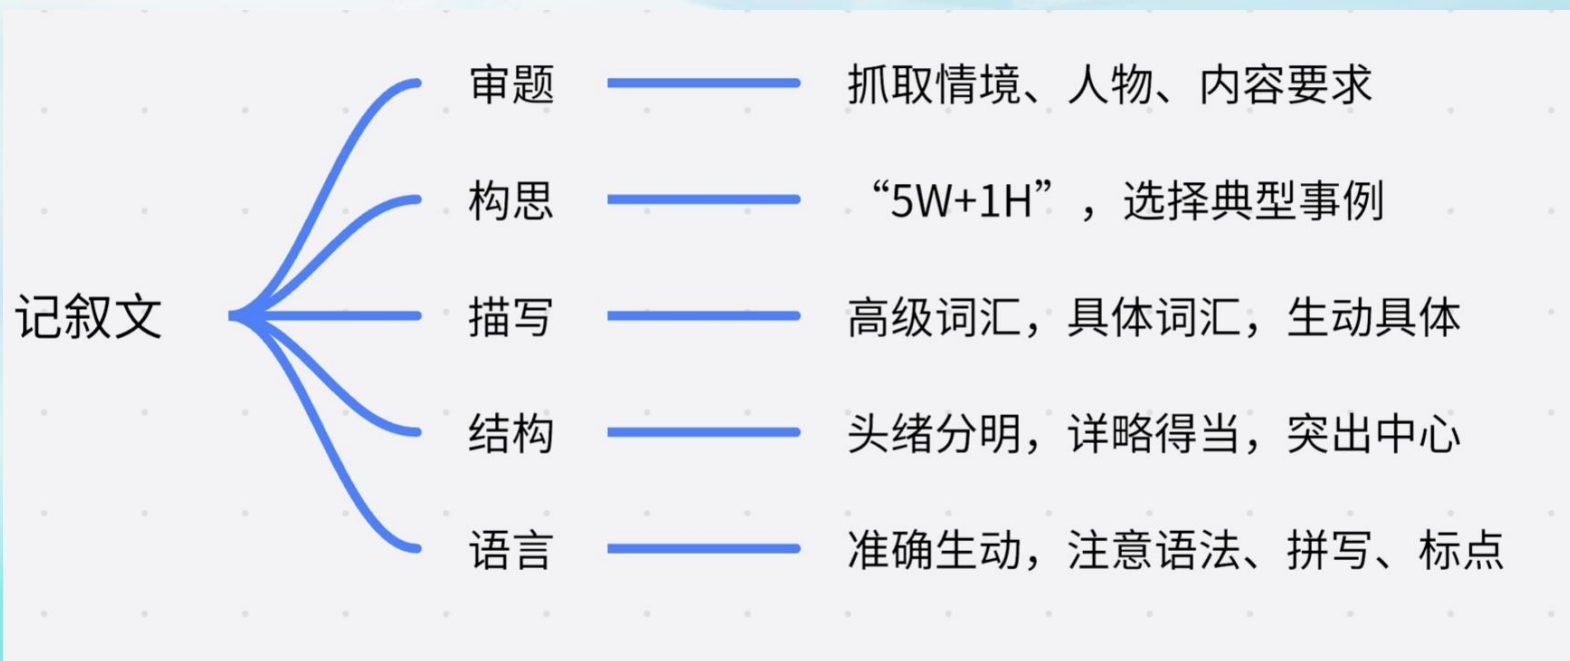 审题 抓取情境、人物、内容要求
构思 “5W+1H”，选择典型事例
记叙文 描写 高级词汇，具体词汇，生动具体
结构 头绪分明，详略得当，突出中心
语言 准确生动，注意语法、拼写、标点